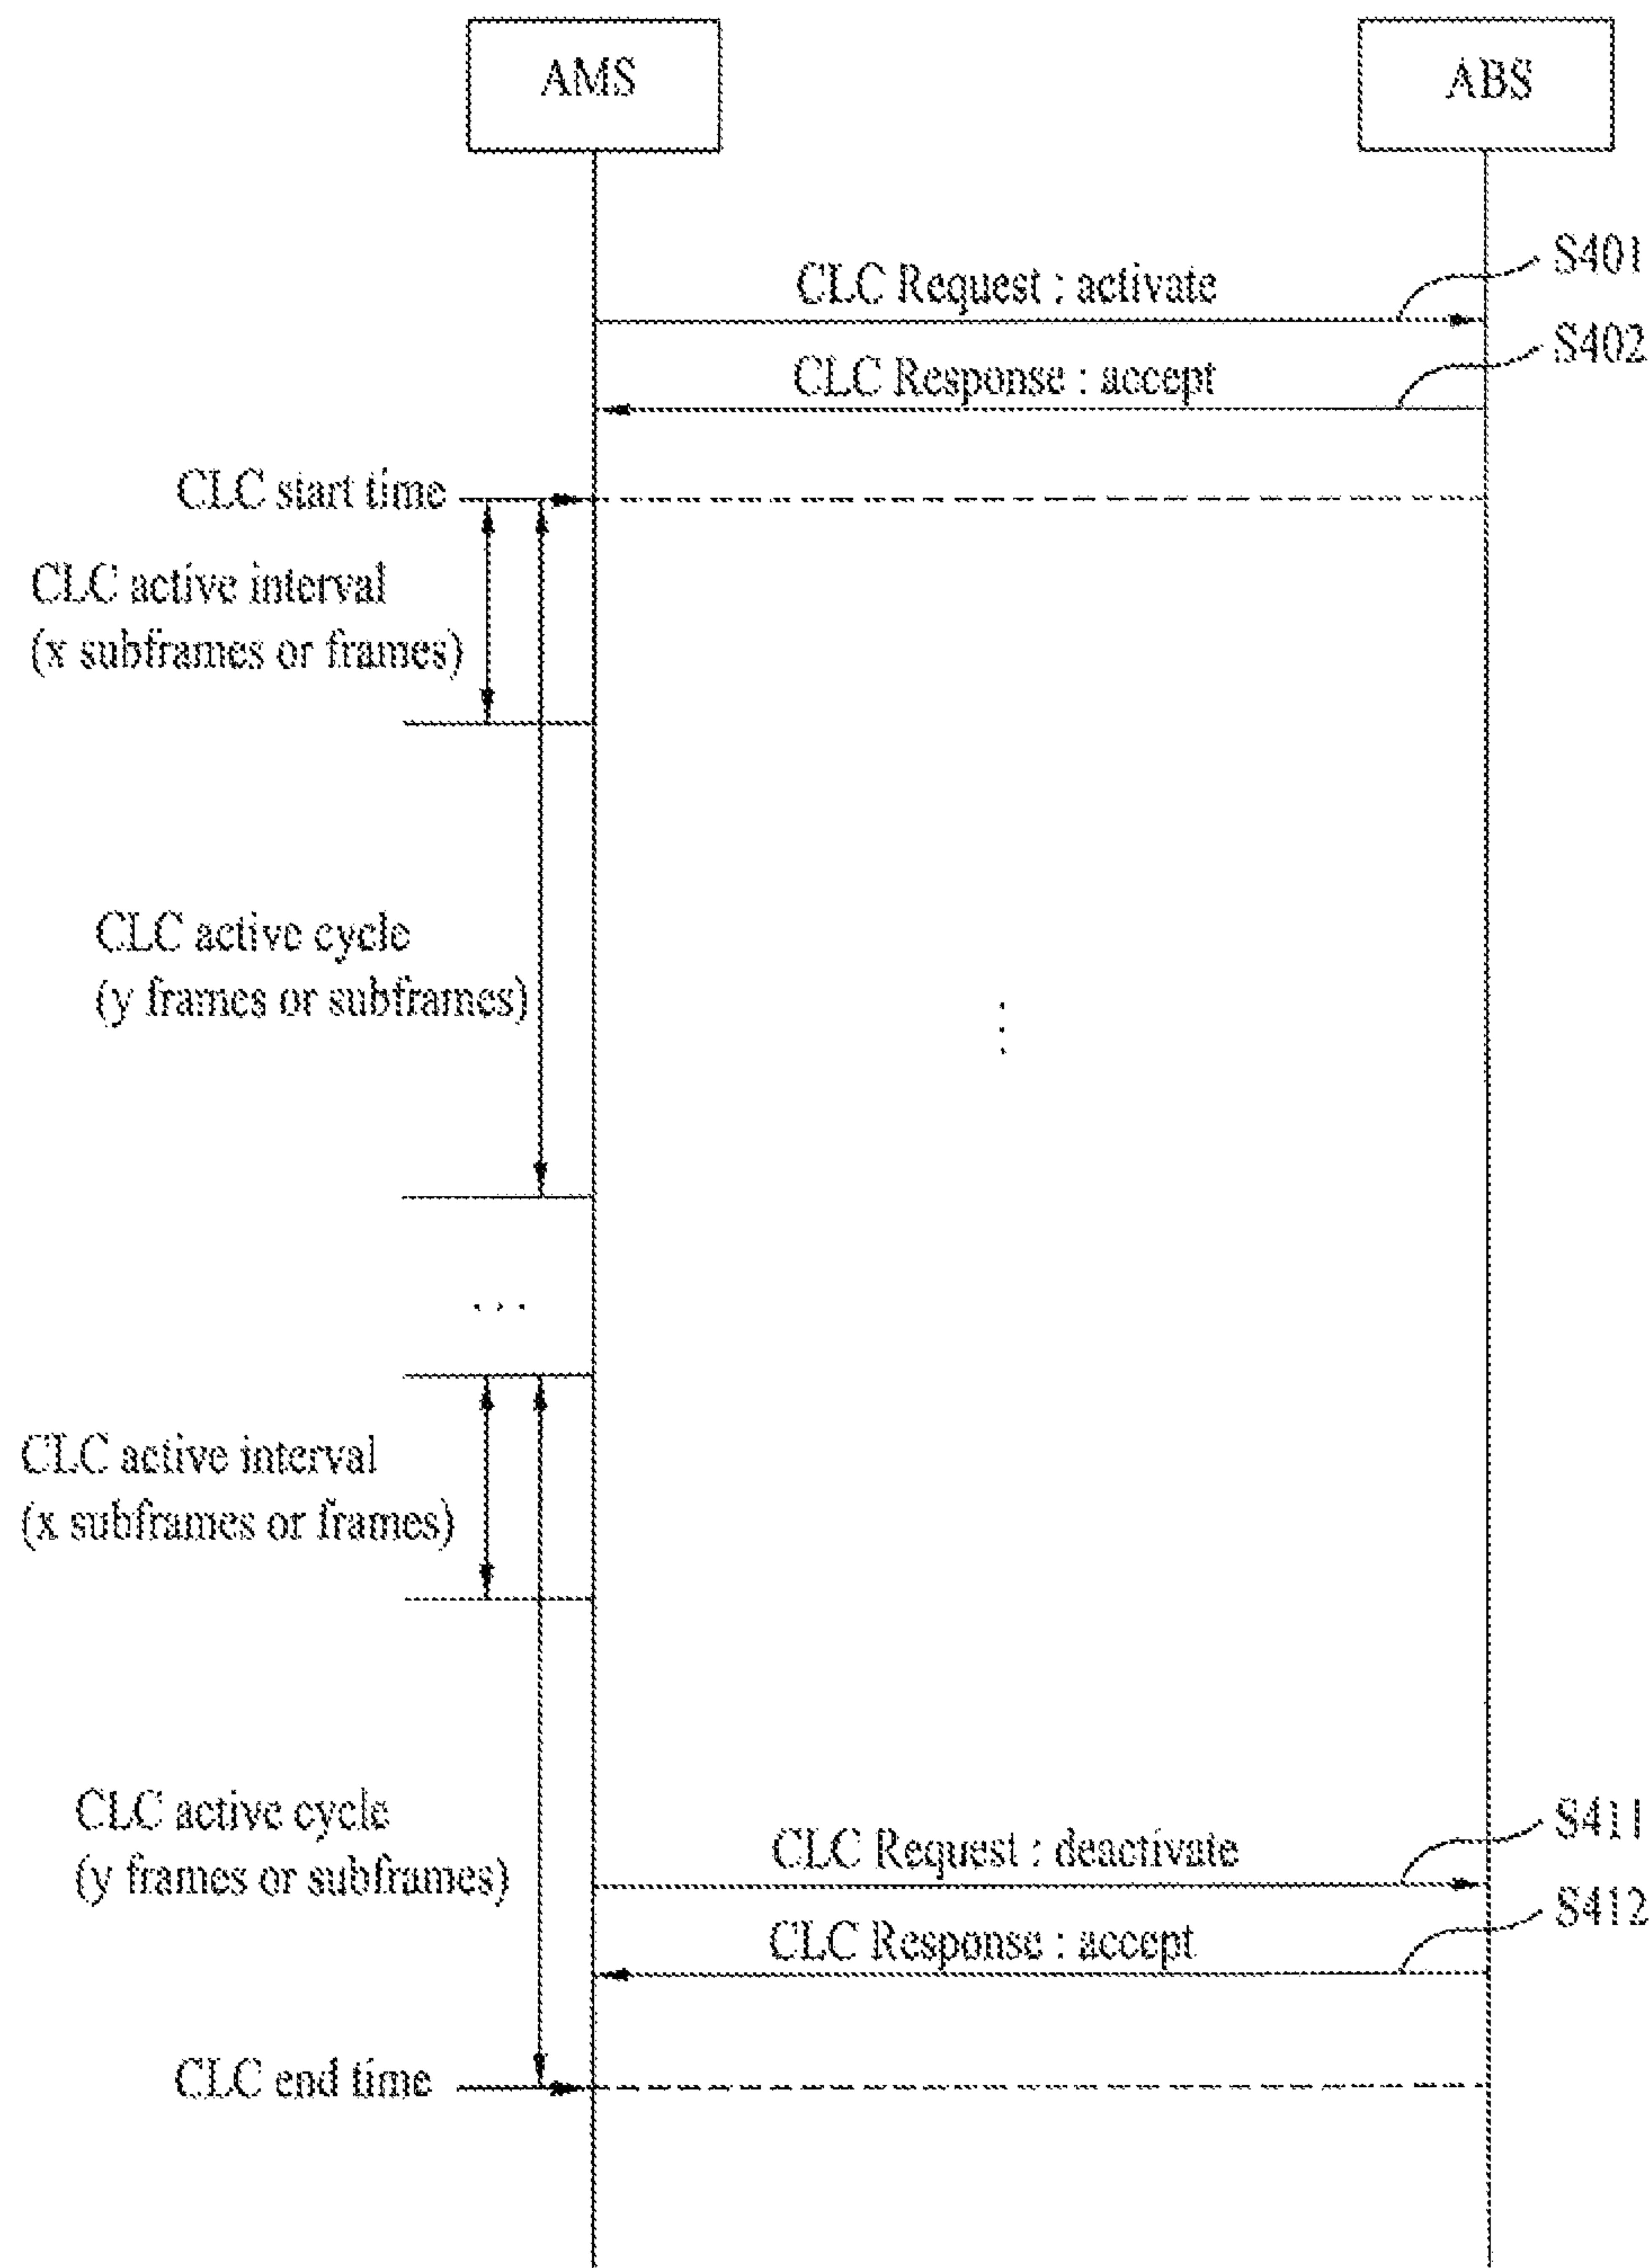 AMS
ABS
CLC Request : activate
S401
CLC Response : accept
S402
CLC start time
CLC active interval
(x subframes or frames)
CLC active cycle
(y frames or subframes)
⋮
...
CLC active interval
(x subframes or frames)
CLC active cycle
(y frames or subframes)
CLC Request : deactivate
S411
CLC Response : accept
S412
CLC end time